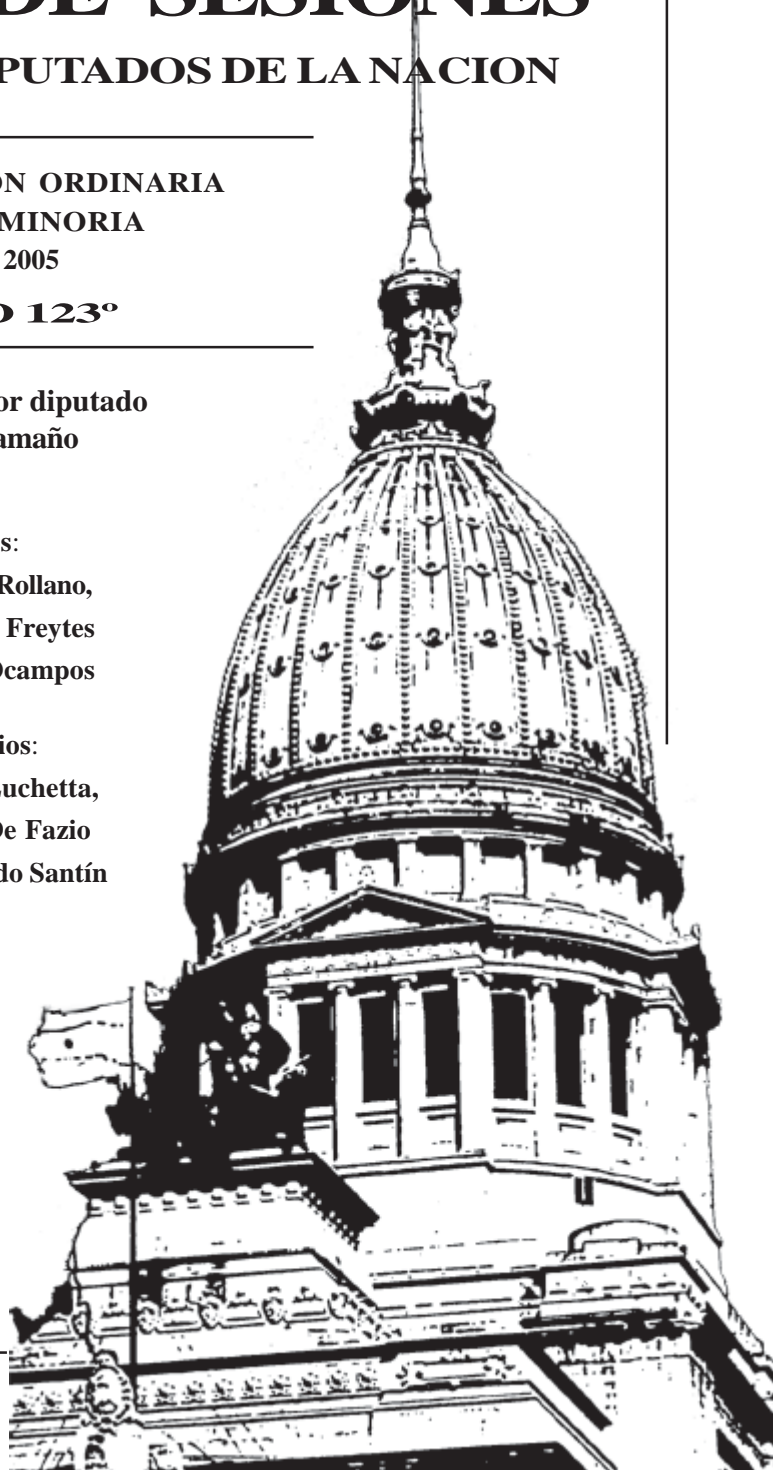 DE SESIONES
PUTADOS DE LA NACION
ON ORDINARIA
MINORIA
2005
O 123º
or diputado
amaño
s:
Rollano,
Freytes
Ocampos
ios:
Luchetta,
De Fazio
do Santín